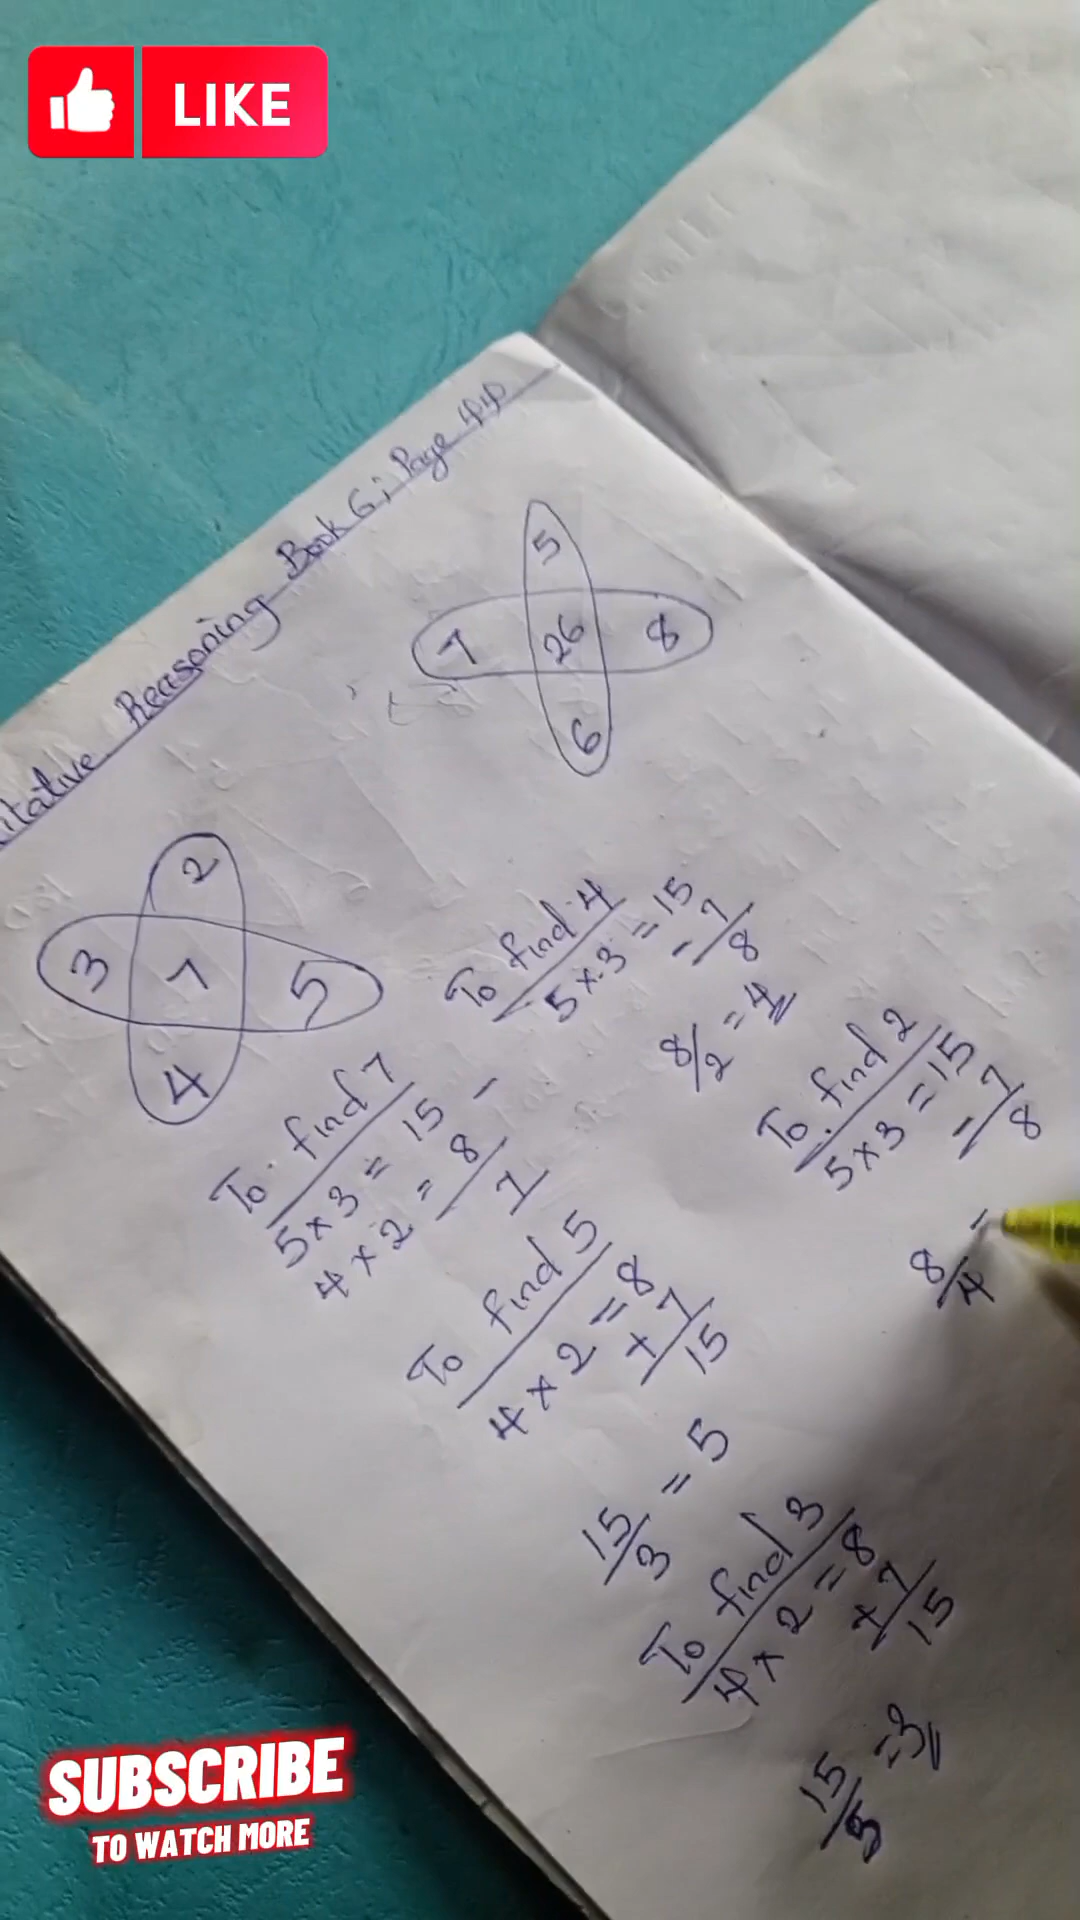 LIKE
Reasoning Book 6; Page 44
5
7 26 8
6
2
3 7 5
4
To find 7
5 x 3 = 15 -
4 x 2 = 8
7
To find 5
4 x 2 = 8
+ 7
15
15/3 = 5
To find 3
4 x 2 = 8
+ 7
15
15/5 = 3
To find 4
5 x 3 = 15
- 7
8
8/2 = 4
To find 2
5 x 3 = 15
- 7
8
8/4 =
SUBSCRIBE
TO WATCH MORE